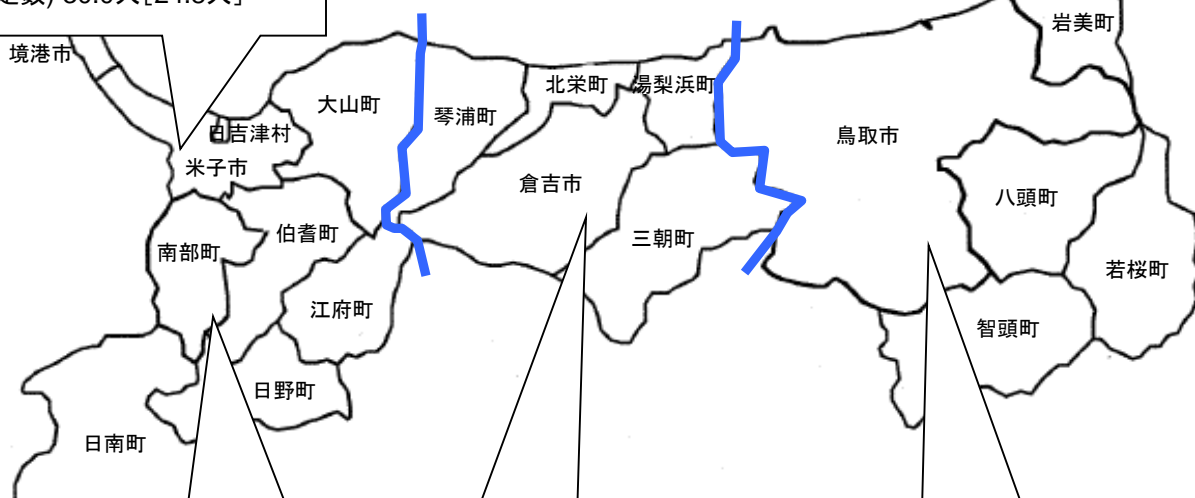 境港市
岩美町
大山町
北栄町
湯梨浜町
琴浦町
日吉津村
鳥取市
米子市
倉吉市
八頭町
伯耆町
三朝町
南部町
若桜町
江府町
智頭町
日野町
日南町